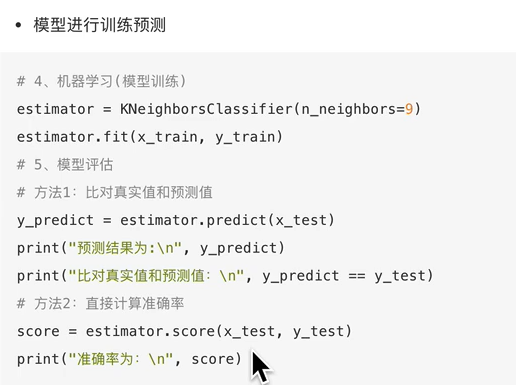 • 模型进行训练预测
# 4、机器学习(模型训练)
estimator = KNeighborsClassifier(n_neighbors=9)
estimator.fit(x_train, y_train)
# 5、模型评估
# 方法1：比对真实值和预测值
y_predict = estimator.predict(x_test)
print("预测结果为:\n", y_predict)
print("比对真实值和预测值：\n", y_predict == y_test)
# 方法2：直接计算准确率
score = estimator.score(x_test, y_test)
print("准确率为：\n", score)